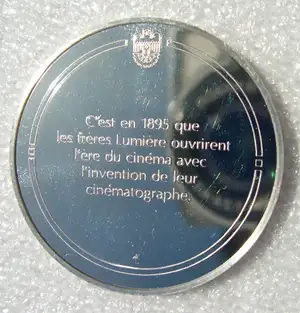 C'est en 1895 que
les frères Lumière ouvrirent
l'ère du cinéma avec
l'invention de leur
cinématographe.